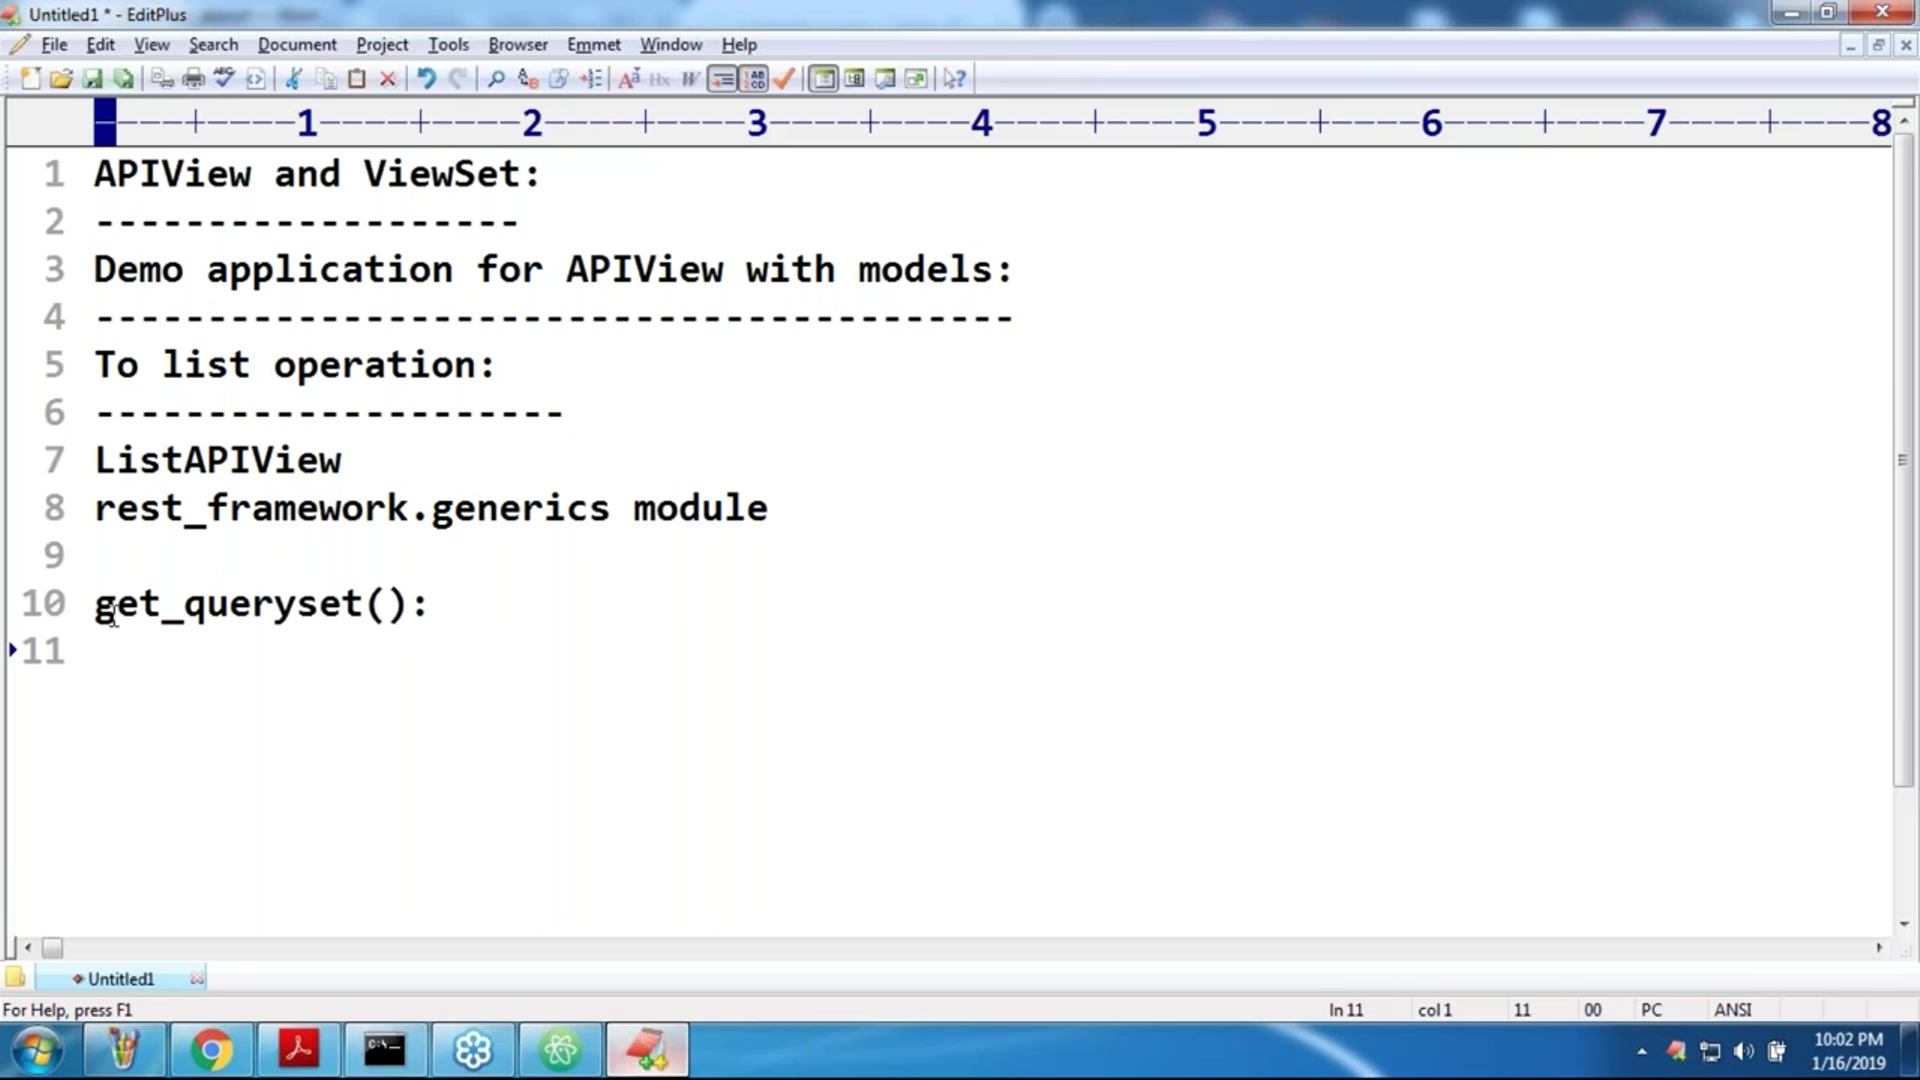 Untitled1 * - EditPlus
File Edit View Search Document Project Tools Browser Emmet Window Help
1 2 3 4 5 6 7 8
1 APIView and ViewSet:
2 -------------------
3 Demo application for APIView with models:
4 -----------------------------------------
5 To list operation:
6 ---------------------
7 ListAPIView
8 rest_framework.generics module
9
10 get_queryset():
11
Untitled1
For Help, press F1 ln 11 col 1 11 00 PC ANSI
10:02 PM
1/16/2019